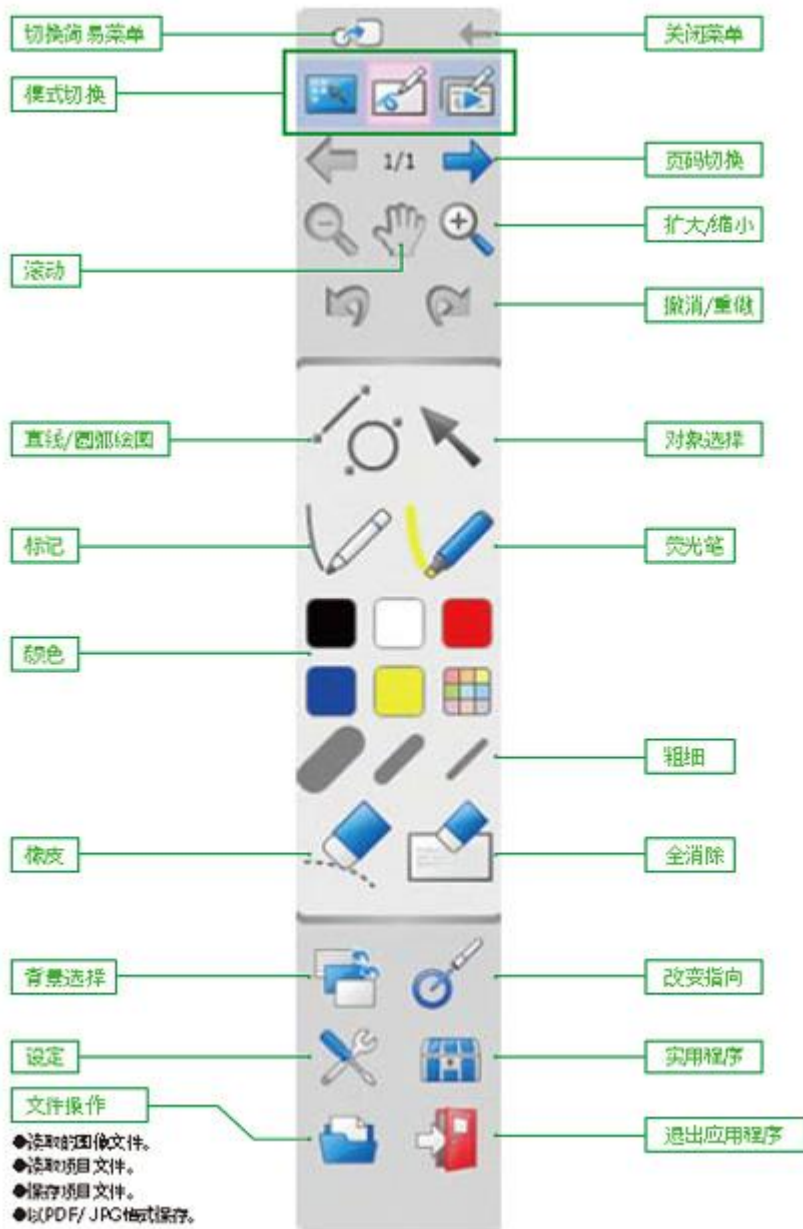 切换简易菜单
关闭菜单
模式切换
1/1
页码切换
扩大/缩小
滚动
撤消/重做
直线/圆弧绘图
对象选择
标记
荧光笔
颜色
粗细
橡皮
全消除
背景选择
改变指向
设定
实用程序
文件操作
退出应用程序
●读取的图像文件。
●读取项目文件。
●保存项目文件。
●以PDF/JPG格式保存。